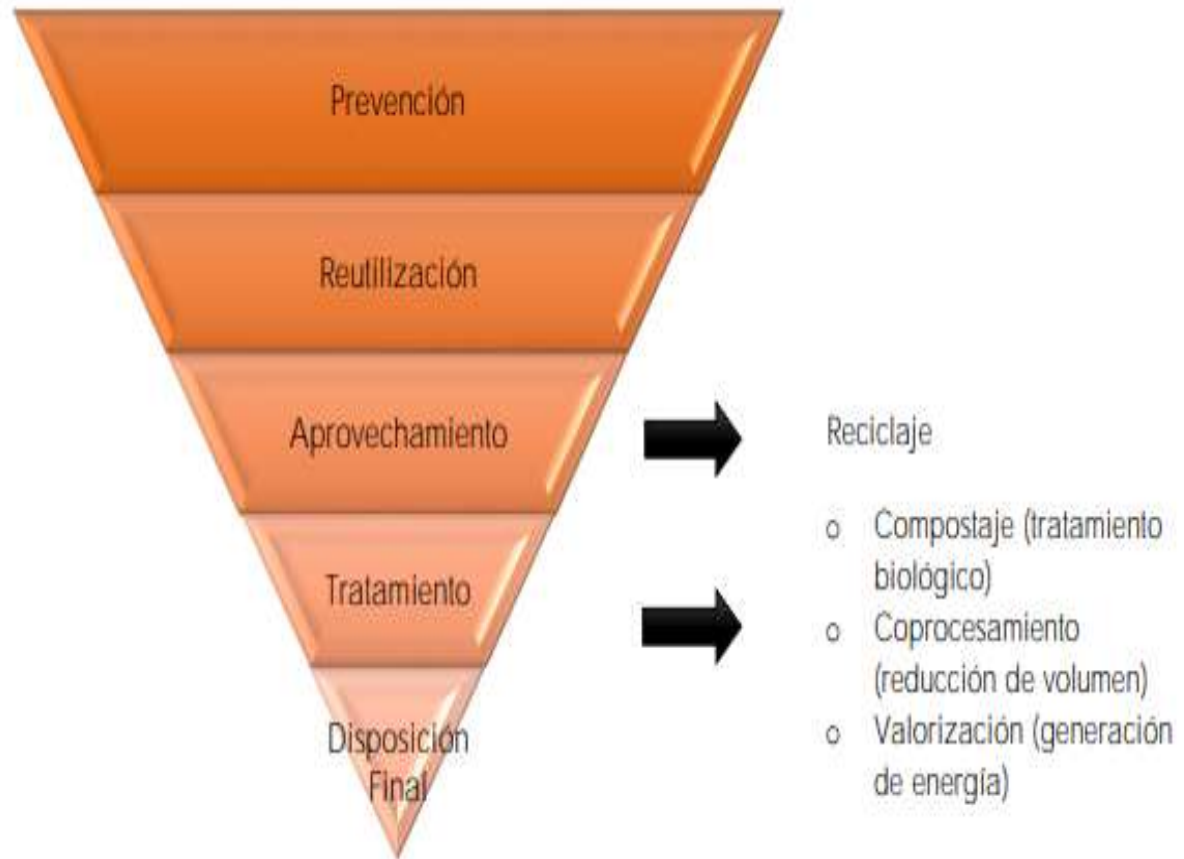 Prevención
Reutilización
Aprovechamiento
Reciclaje
Tratamiento
o Compostaje (tratamiento
biológico)
o Coprocesamiento
(reducción de volumen)
o Valorización (generación
de energía)
Disposición
Final